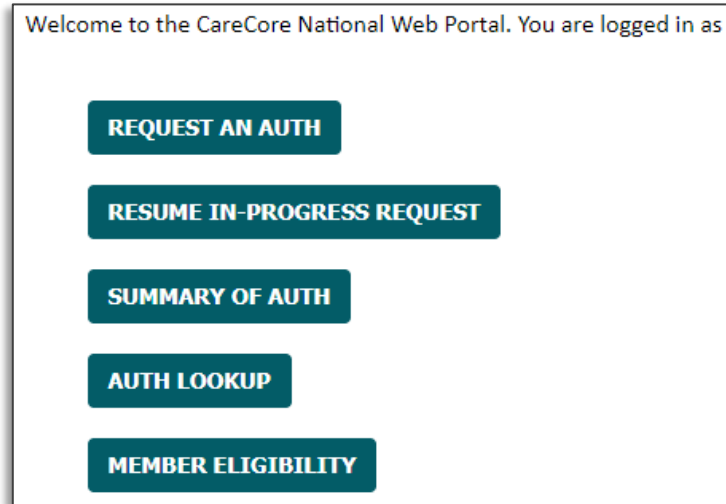 Welcome to the CareCore National Web Portal. You are logged in as
REQUEST AN AUTH
RESUME IN-PROGRESS REQUEST
SUMMARY OF AUTH
AUTH LOOKUP
MEMBER ELIGIBILITY